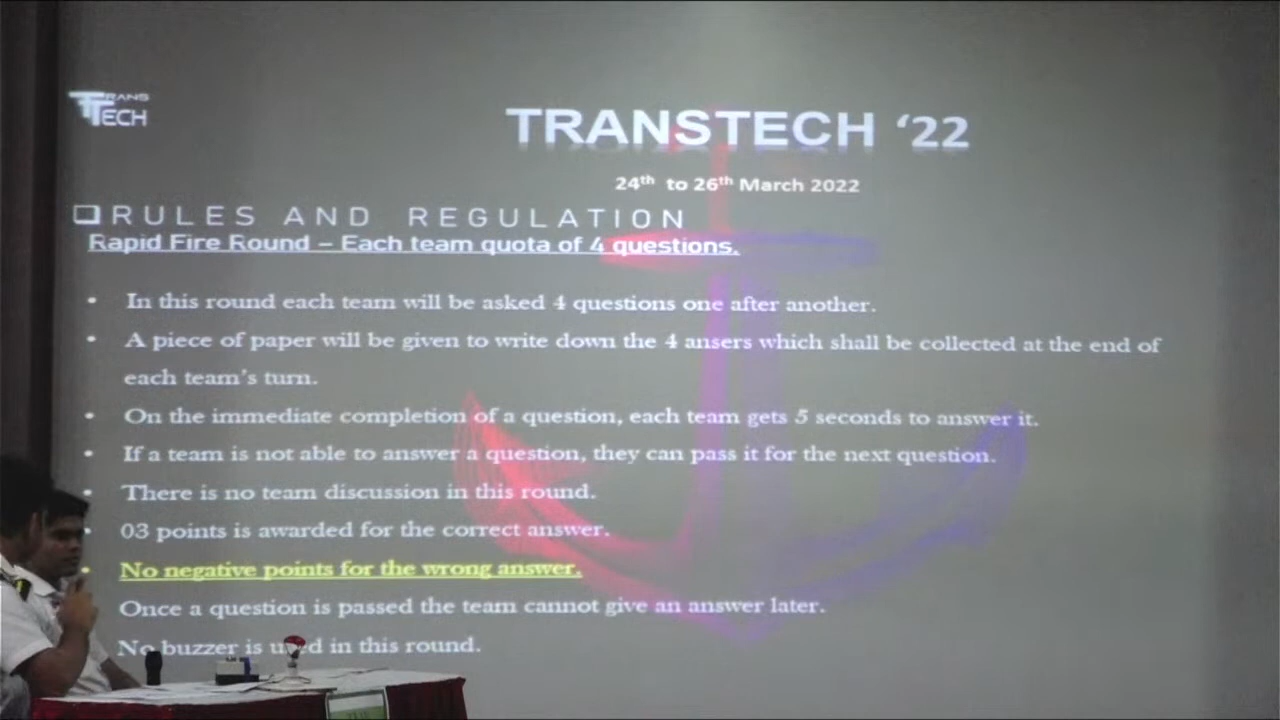 TRANS
TECH
TRANSTECH ‘22
24th to 26th March 2022
❑RULES AND REGULATION
Rapid Fire Round – Each team quota of 4 questions.
• In this round each team will be asked 4 questions one after another.
• A piece of paper will be given to write down the 4 ansers which shall be collected at the end of
each team’s turn.
• On the immediate completion of a question, each team gets 5 seconds to answer it.
• If a team is not able to answer a question, they can pass it for the next question.
• There is no team discussion in this round.
• 03 points is awarded for the correct answer.
• No negative points for the wrong answer.
Once a question is passed the team cannot give an answer later.
No buzzer is used in this round.